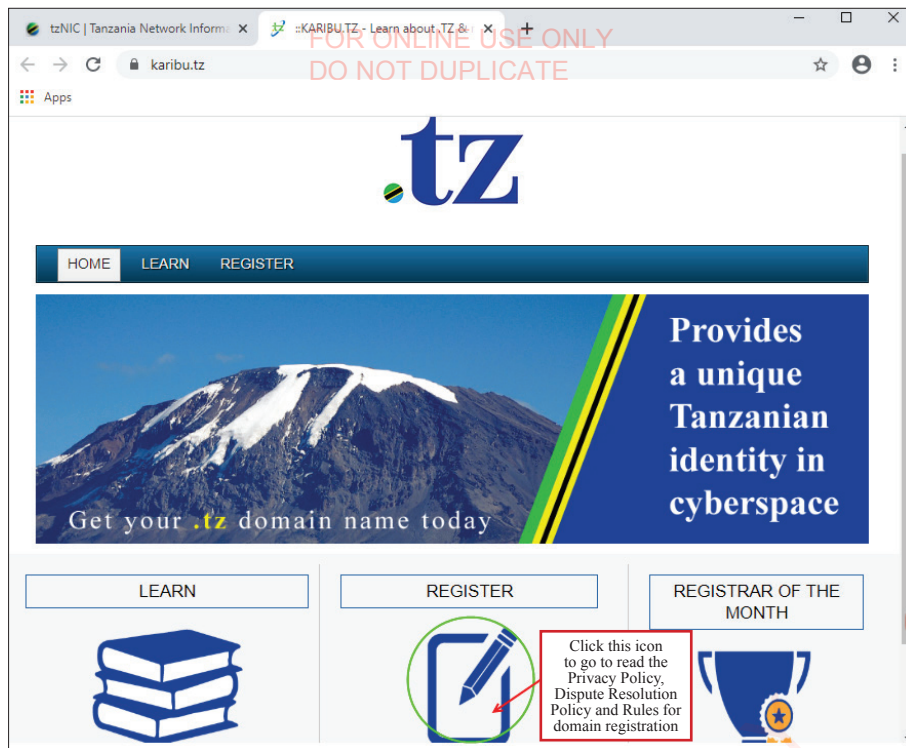 tzNIC | Tanzania Network Inform
::KARIBU.TZ - Learn about .TZ &
FOR ONLINE USE ONLY
DO NOT DUPLICATE
karibu.tz
Apps
.tz
HOME LEARN REGISTER
Provides
a unique
Tanzanian
identity in
cyberspace
Get your .tz domain name today
LEARN
REGISTER
REGISTRAR OF THE
MONTH
Click this icon
to go to read the
Privacy Policy,
Dispute Resolution
Policy and Rules for
domain registration